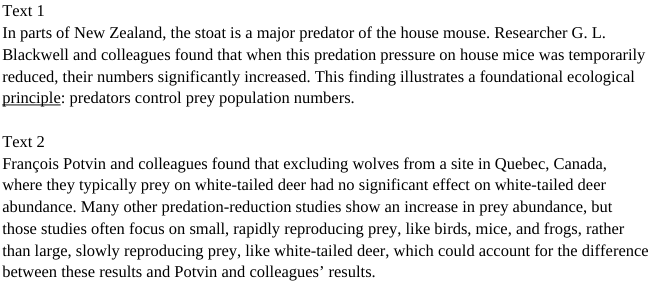 Text 1
In parts of New Zealand, the stoat is a major predator of the house mouse. Researcher G. L.
Blackwell and colleagues found that when this predation pressure on house mice was temporarily
reduced, their numbers significantly increased. This finding illustrates a foundational ecological
principle: predators control prey population numbers.
Text 2
François Potvin and colleagues found that excluding wolves from a site in Quebec, Canada,
where they typically prey on white-tailed deer had no significant effect on white-tailed deer
abundance. Many other predation-reduction studies show an increase in prey abundance, but
those studies often focus on small, rapidly reproducing prey, like birds, mice, and frogs, rather
than large, slowly reproducing prey, like white-tailed deer, which could account for the difference
between these results and Potvin and colleagues’ results.